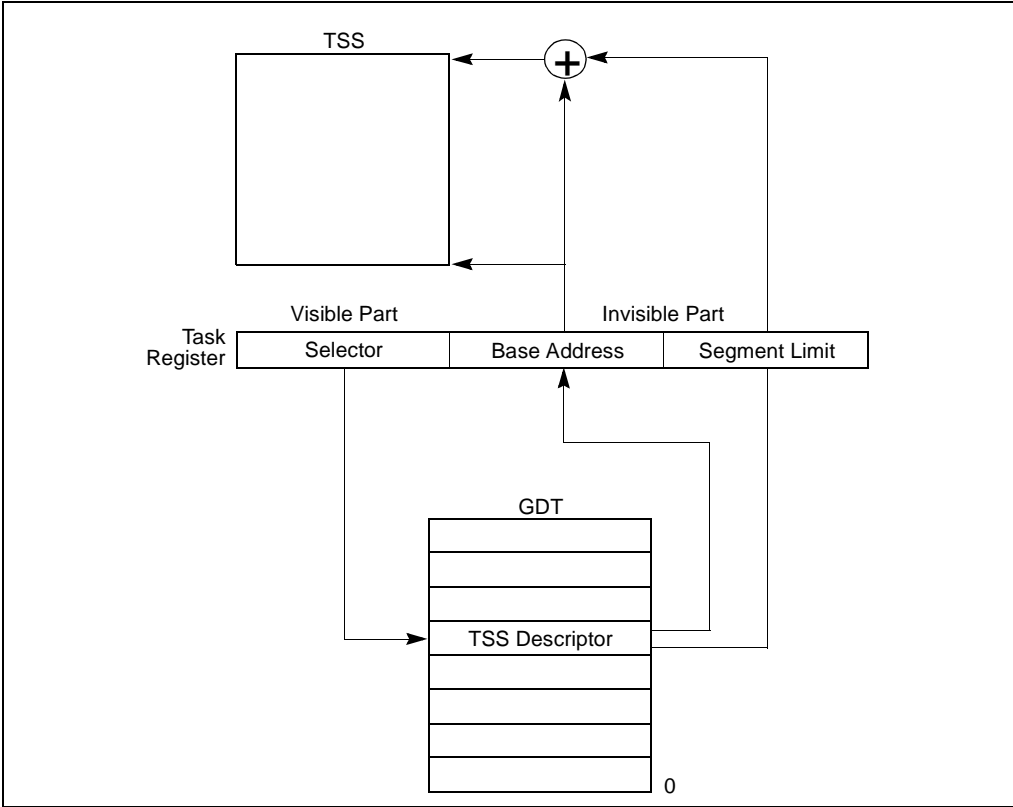 TSS
+
Visible Part
Invisible Part
Task
Register
Selector
Base Address
Segment Limit
GDT
TSS Descriptor
0